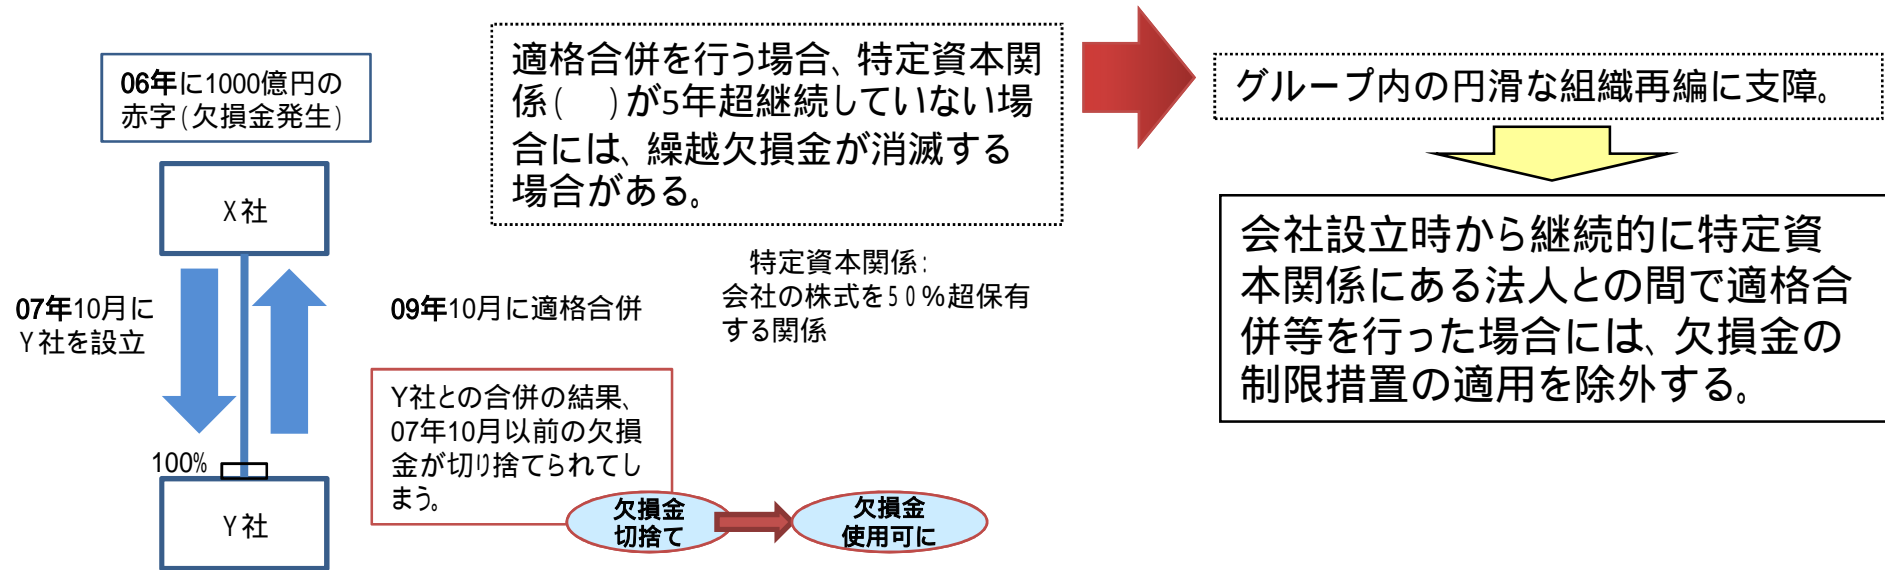 06年に1000億円の
赤字(欠損金発生)
X社
07年10月に
Y社を設立
100%
Y社
09年10月に適格合併
Y社との合併の結果、
07年10月以前の欠損
金が切り捨てられてし
まう。
欠損金
切捨て
欠損金
使用可に
適格合併を行う場合、特定資本関
係(　)が5年超継続していない場
合には、繰越欠損金が消滅する
場合がある。
特定資本関係:
会社の株式を50%超保有
する関係
グループ内の円滑な組織再編に支障。
会社設立時から継続的に特定資
本関係にある法人との間で適格合
併等を行った場合には、欠損金の
制限措置の適用を除外する。